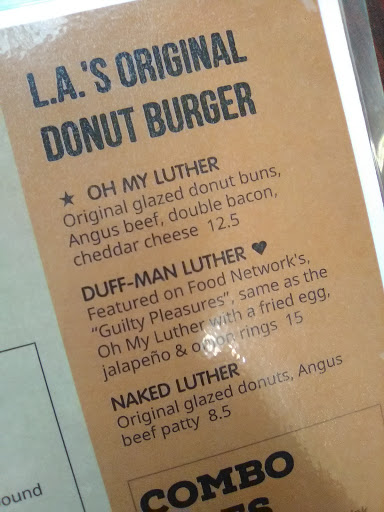 L.A.'S ORIGINAL
DONUT BURGER
★ OH MY LUTHER
Original glazed donut buns,
Angus beef, double bacon,
cheddar cheese 12.5
DUFF-MAN LUTHER ♥
Featured on Food Network's,
"Guilty Pleasures", same as the
Oh My Luther with a fried egg,
jalapeño & onion rings 15
NAKED LUTHER
Original glazed donuts, Angus
beef patty 8.5
COMBO